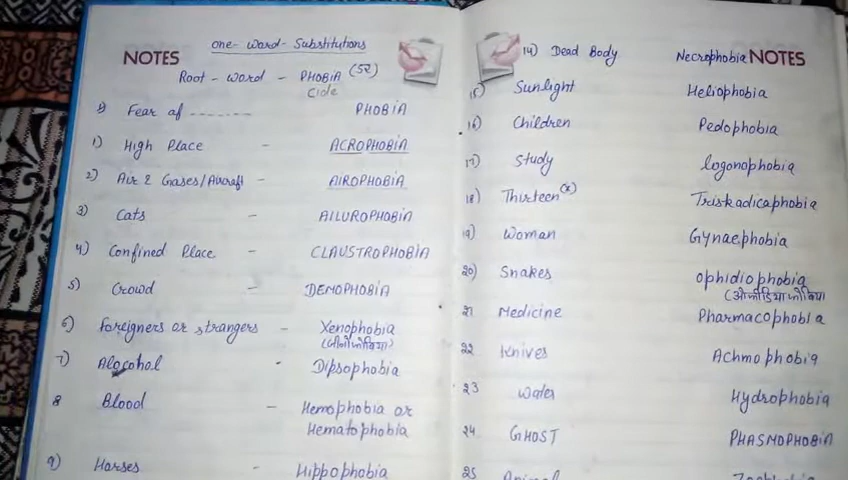 NOTES
one-Word-Substitutions
Root-word - PHOBIA (डर)
cide
Fear of ------- PHOBIA
1) High Place - ACROPHOBIA
2) Air & Gases/Aircraft - AIROPHOBIA
3) Cats - AILUROPHOBIA
4) Confined Place - CLAUSTROPHOBIA
5) Crowd - DEMOPHOBIA
6) Foreigners or strangers - Xenophobia
(जीनोफोबिया)
7) Alocohol - Dipsophobia
8 Blood - Hemophobia or
Hematophobia
9) Horses - Hippophobia
14) Dead Body Necrophobia NOTES
15) Sunlight Heliophobia
16) Children Pedophobia
17) Study logonophobia
18) Thirteen (x) Triskadicaphobia
19) Woman Gynaephobia
20) Snakes ophidiophobia
(ओफीडियोफोबिया
21 Medicine Pharmacophobia
22 Knives Achmophobia
23 Water Hydrophobia
24 GHOST PHASMOPHOBIA
25 Animal